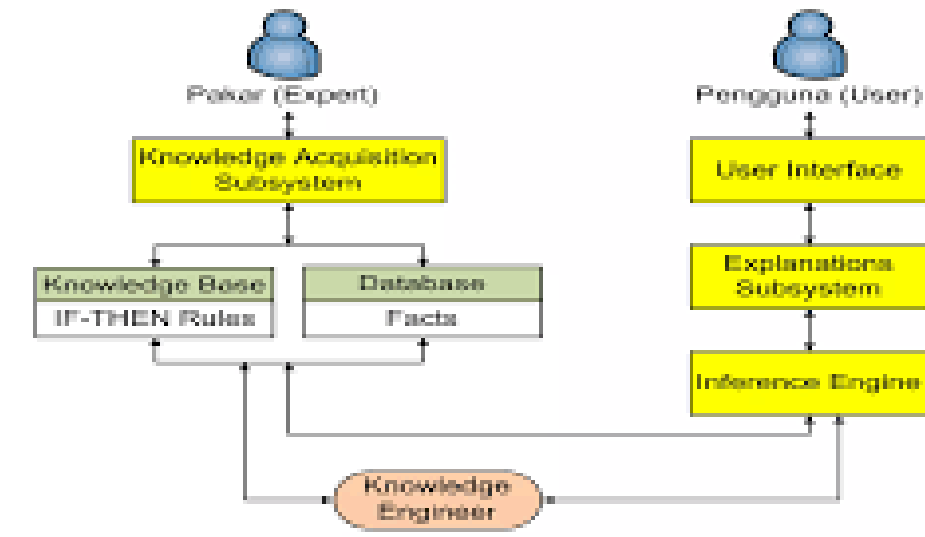 Pakar (Expert)
Pengguna (User)
Knowledge Acquisition
Subsystem
User Interface
Knowledge Base
IF-THEN Rules
Database
Facts
Explanations
Subsystem
Inference Engine
Knowledge
Engineer